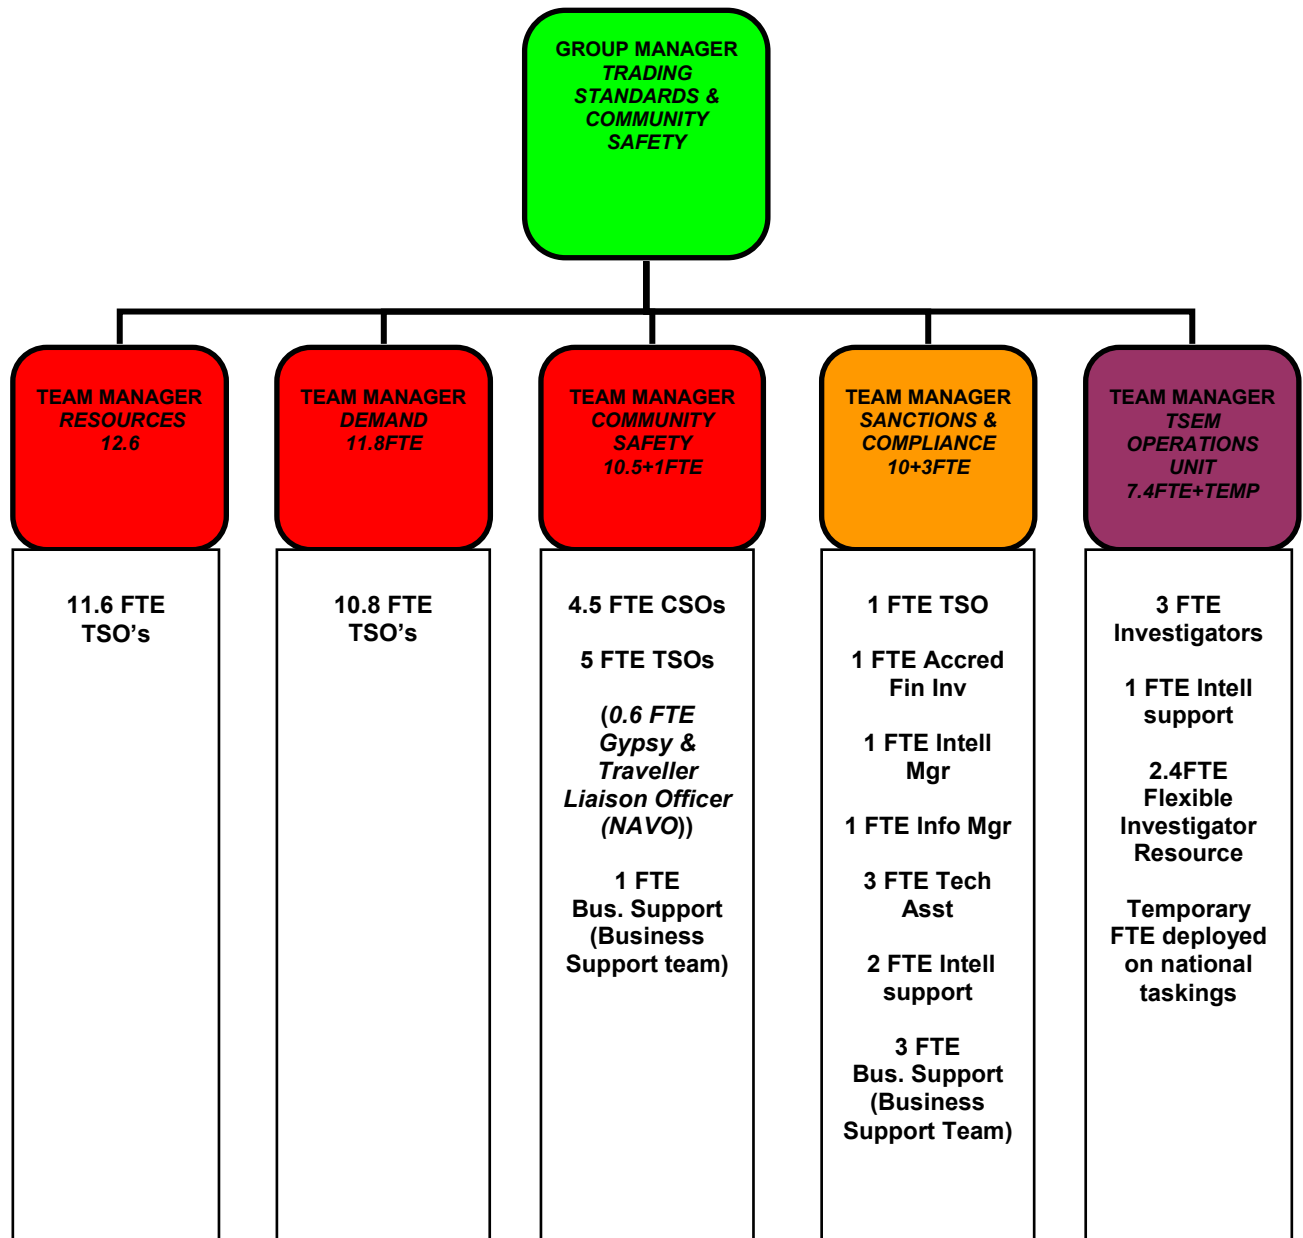 GROUP MANAGER
TRADING
STANDARDS &
COMMUNITY
SAFETY
TEAM MANAGER
RESOURCES
12.6
TEAM MANAGER
DEMAND
11.8FTE
TEAM MANAGER
COMMUNITY
SAFETY
10.5+1FTE
TEAM MANAGER
SANCTIONS &
COMPLIANCE
10+3FTE
TEAM MANAGER
TSEM
OPERATIONS
UNIT
7.4FTE+TEMP
11.6 FTE
TSO’s
10.8 FTE
TSO’s
4.5 FTE CSOs
5 FTE TSOs
(0.6 FTE
Gypsy &
Traveller
Liaison Officer
(NAVO))
1 FTE
Bus. Support
(Business
Support team)
1 FTE TSO
1 FTE Accred
Fin Inv
1 FTE Intell
Mgr
1 FTE Info Mgr
3 FTE Tech
Asst
2 FTE Intell
support
3 FTE
Bus. Support
(Business
Support Team)
3 FTE
Investigators
1 FTE Intell
support
2.4FTE
Flexible
Investigator
Resource
Temporary
FTE deployed
on national
taskings